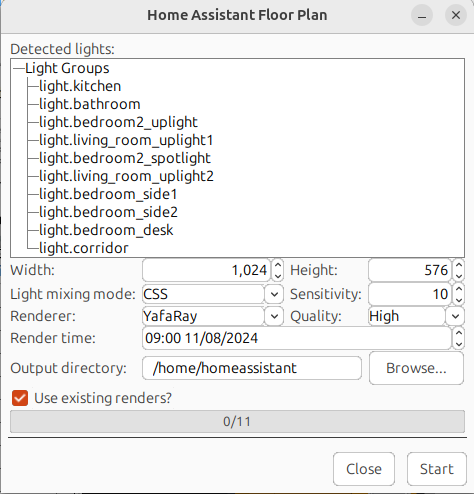 Home Assistant Floor Plan
Detected lights:
Light Groups
light.kitchen
light.bathroom
light.bedroom2_uplight
light.living_room_uplight1
light.bedroom2_spotlight
light.living_room_uplight2
light.bedroom_side1
light.bedroom_side2
light.bedroom_desk
light.corridor
Width: 1,024 Height: 576
Light mixing mode: CSS Sensitivity: 10
Renderer: YafaRay Quality: High
Render time: 09:00 11/08/2024
Output directory: /home/homeassistant Browse...
Use existing renders?
0/11
Close Start